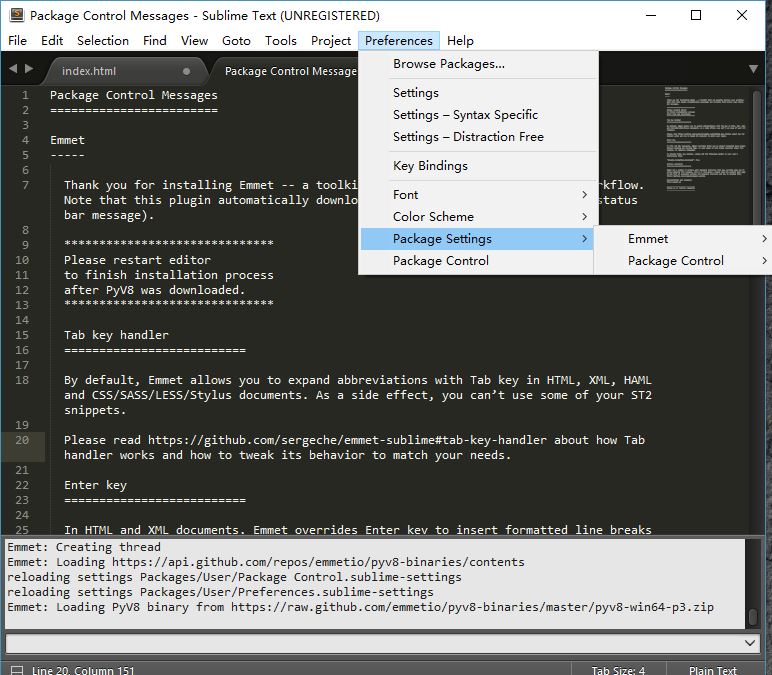 Package Control Messages - Sublime Text (UNREGISTERED)
File Edit Selection Find View Goto Tools Project Preferences Help
index.html
Package Control Message
Browse Packages...
Settings
Settings – Syntax Specific
Settings – Distraction Free
Key Bindings
Font
Color Scheme
Package Settings
Package Control
Emmet
Package Control
1 Package Control Messages
2 ========================
3
4 Emmet
5 -----
6
7 Thank you for installing Emmet -- a toolki rkflow.
Note that this plugin automatically downlo status
bar message).
8
9 ******************************
10 Please restart editor
11 to finish installation process
12 after PyV8 was downloaded.
13 ******************************
14
15 Tab key handler
16 ==========================
17
18 By default, Emmet allows you to expand abbreviations with Tab key in HTML, XML, HAML
and CSS/SASS/LESS/Stylus documents. As a side effect, you can’t use some of your ST2
snippets.
19
20 Please read https://github.com/sergeche/emmet-sublime#tab-key-handler about how Tab
handler works and how to tweak its behavior to match your needs.
21
22 Enter key
23 ==========================
24
25 In HTML and XML documents. Emmet overrides Enter key to insert formatted line breaks
Emmet: Creating thread
Emmet: Loading https://api.github.com/repos/emmetio/pyv8-binaries/contents
reloading settings Packages/User/Package Control.sublime-settings
reloading settings Packages/User/Preferences.sublime-settings
Emmet: Loading PyV8 binary from https://raw.github.com/emmetio/pyv8-binaries/master/pyv8-win64-p3.zip
Line 20, Column 151
Tab Size: 4
Plain Text